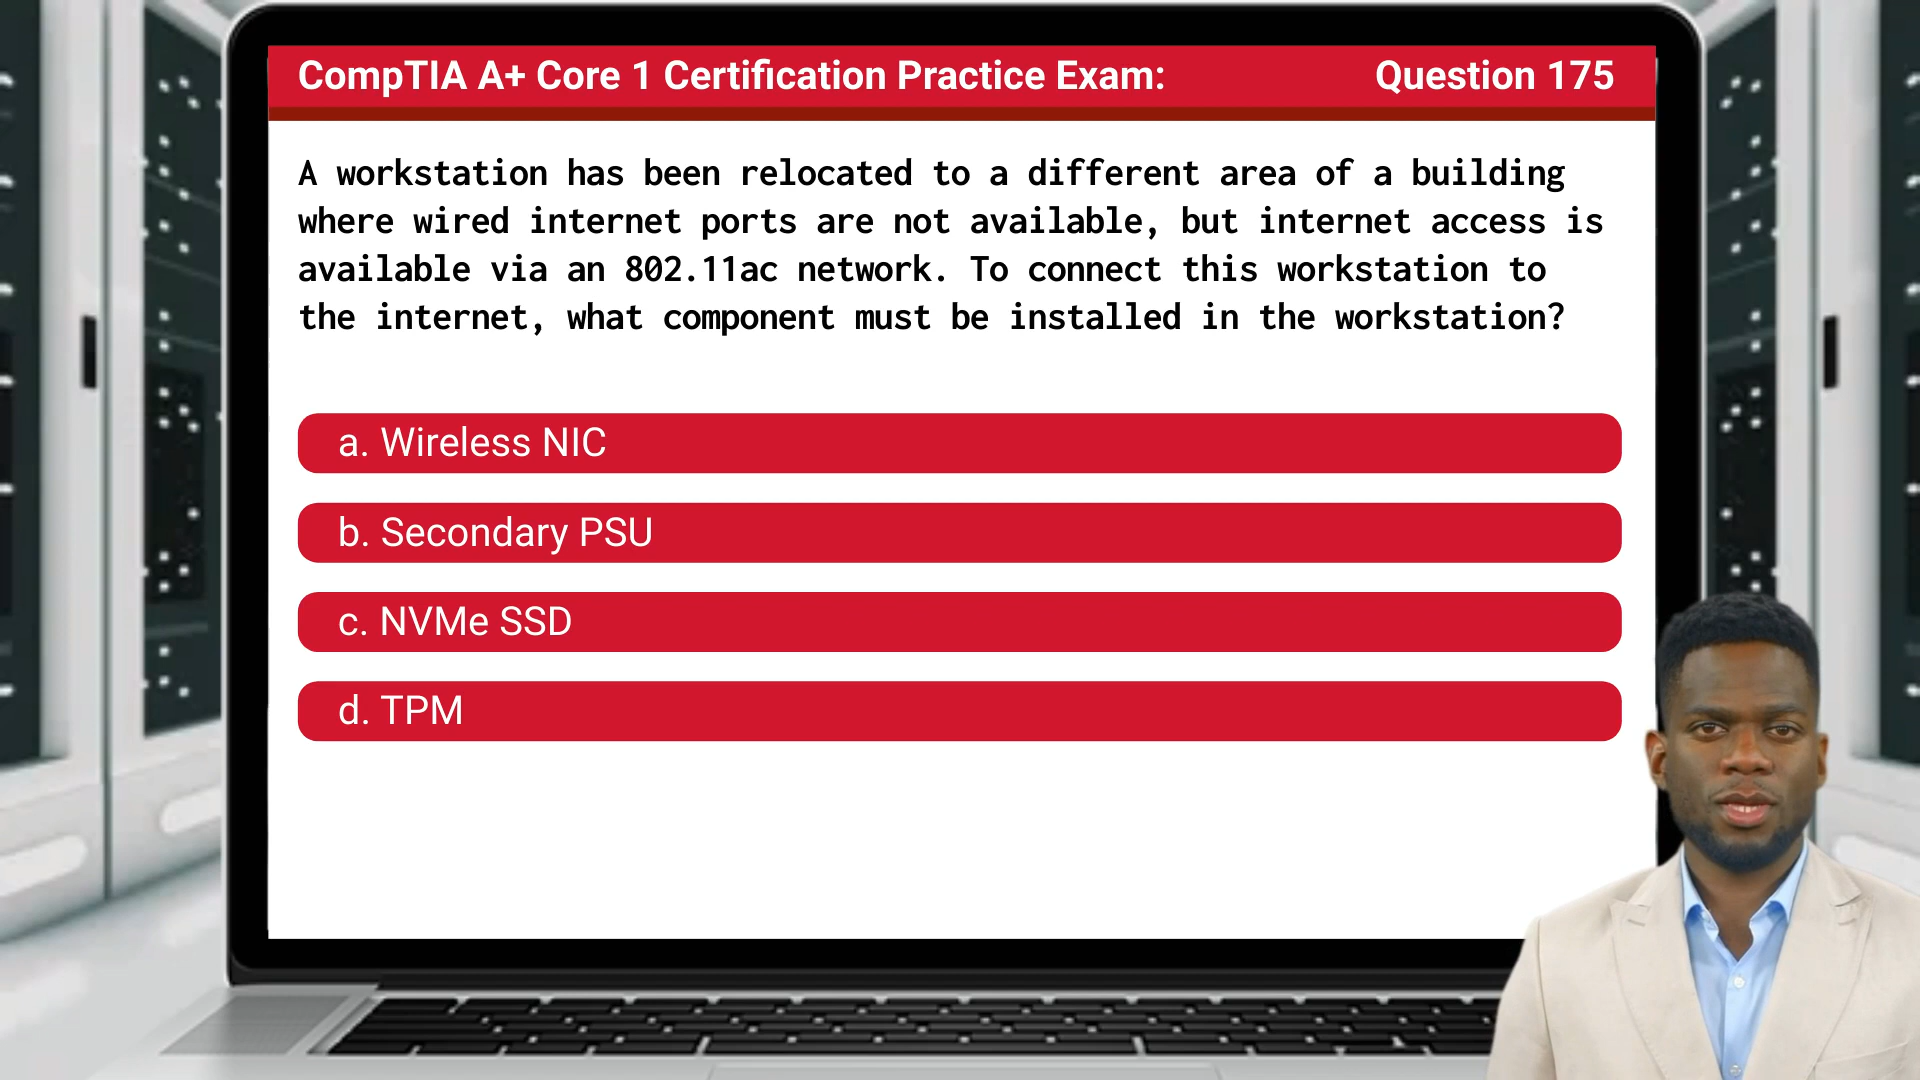 CompTIA A+ Core 1 Certification Practice Exam: Question 175
A workstation has been relocated to a different area of a building
where wired internet ports are not available, but internet access is
available via an 802.11ac network. To connect this workstation to
the internet, what component must be installed in the workstation?
a. Wireless NIC
b. Secondary PSU
c. NVMe SSD
d. TPM